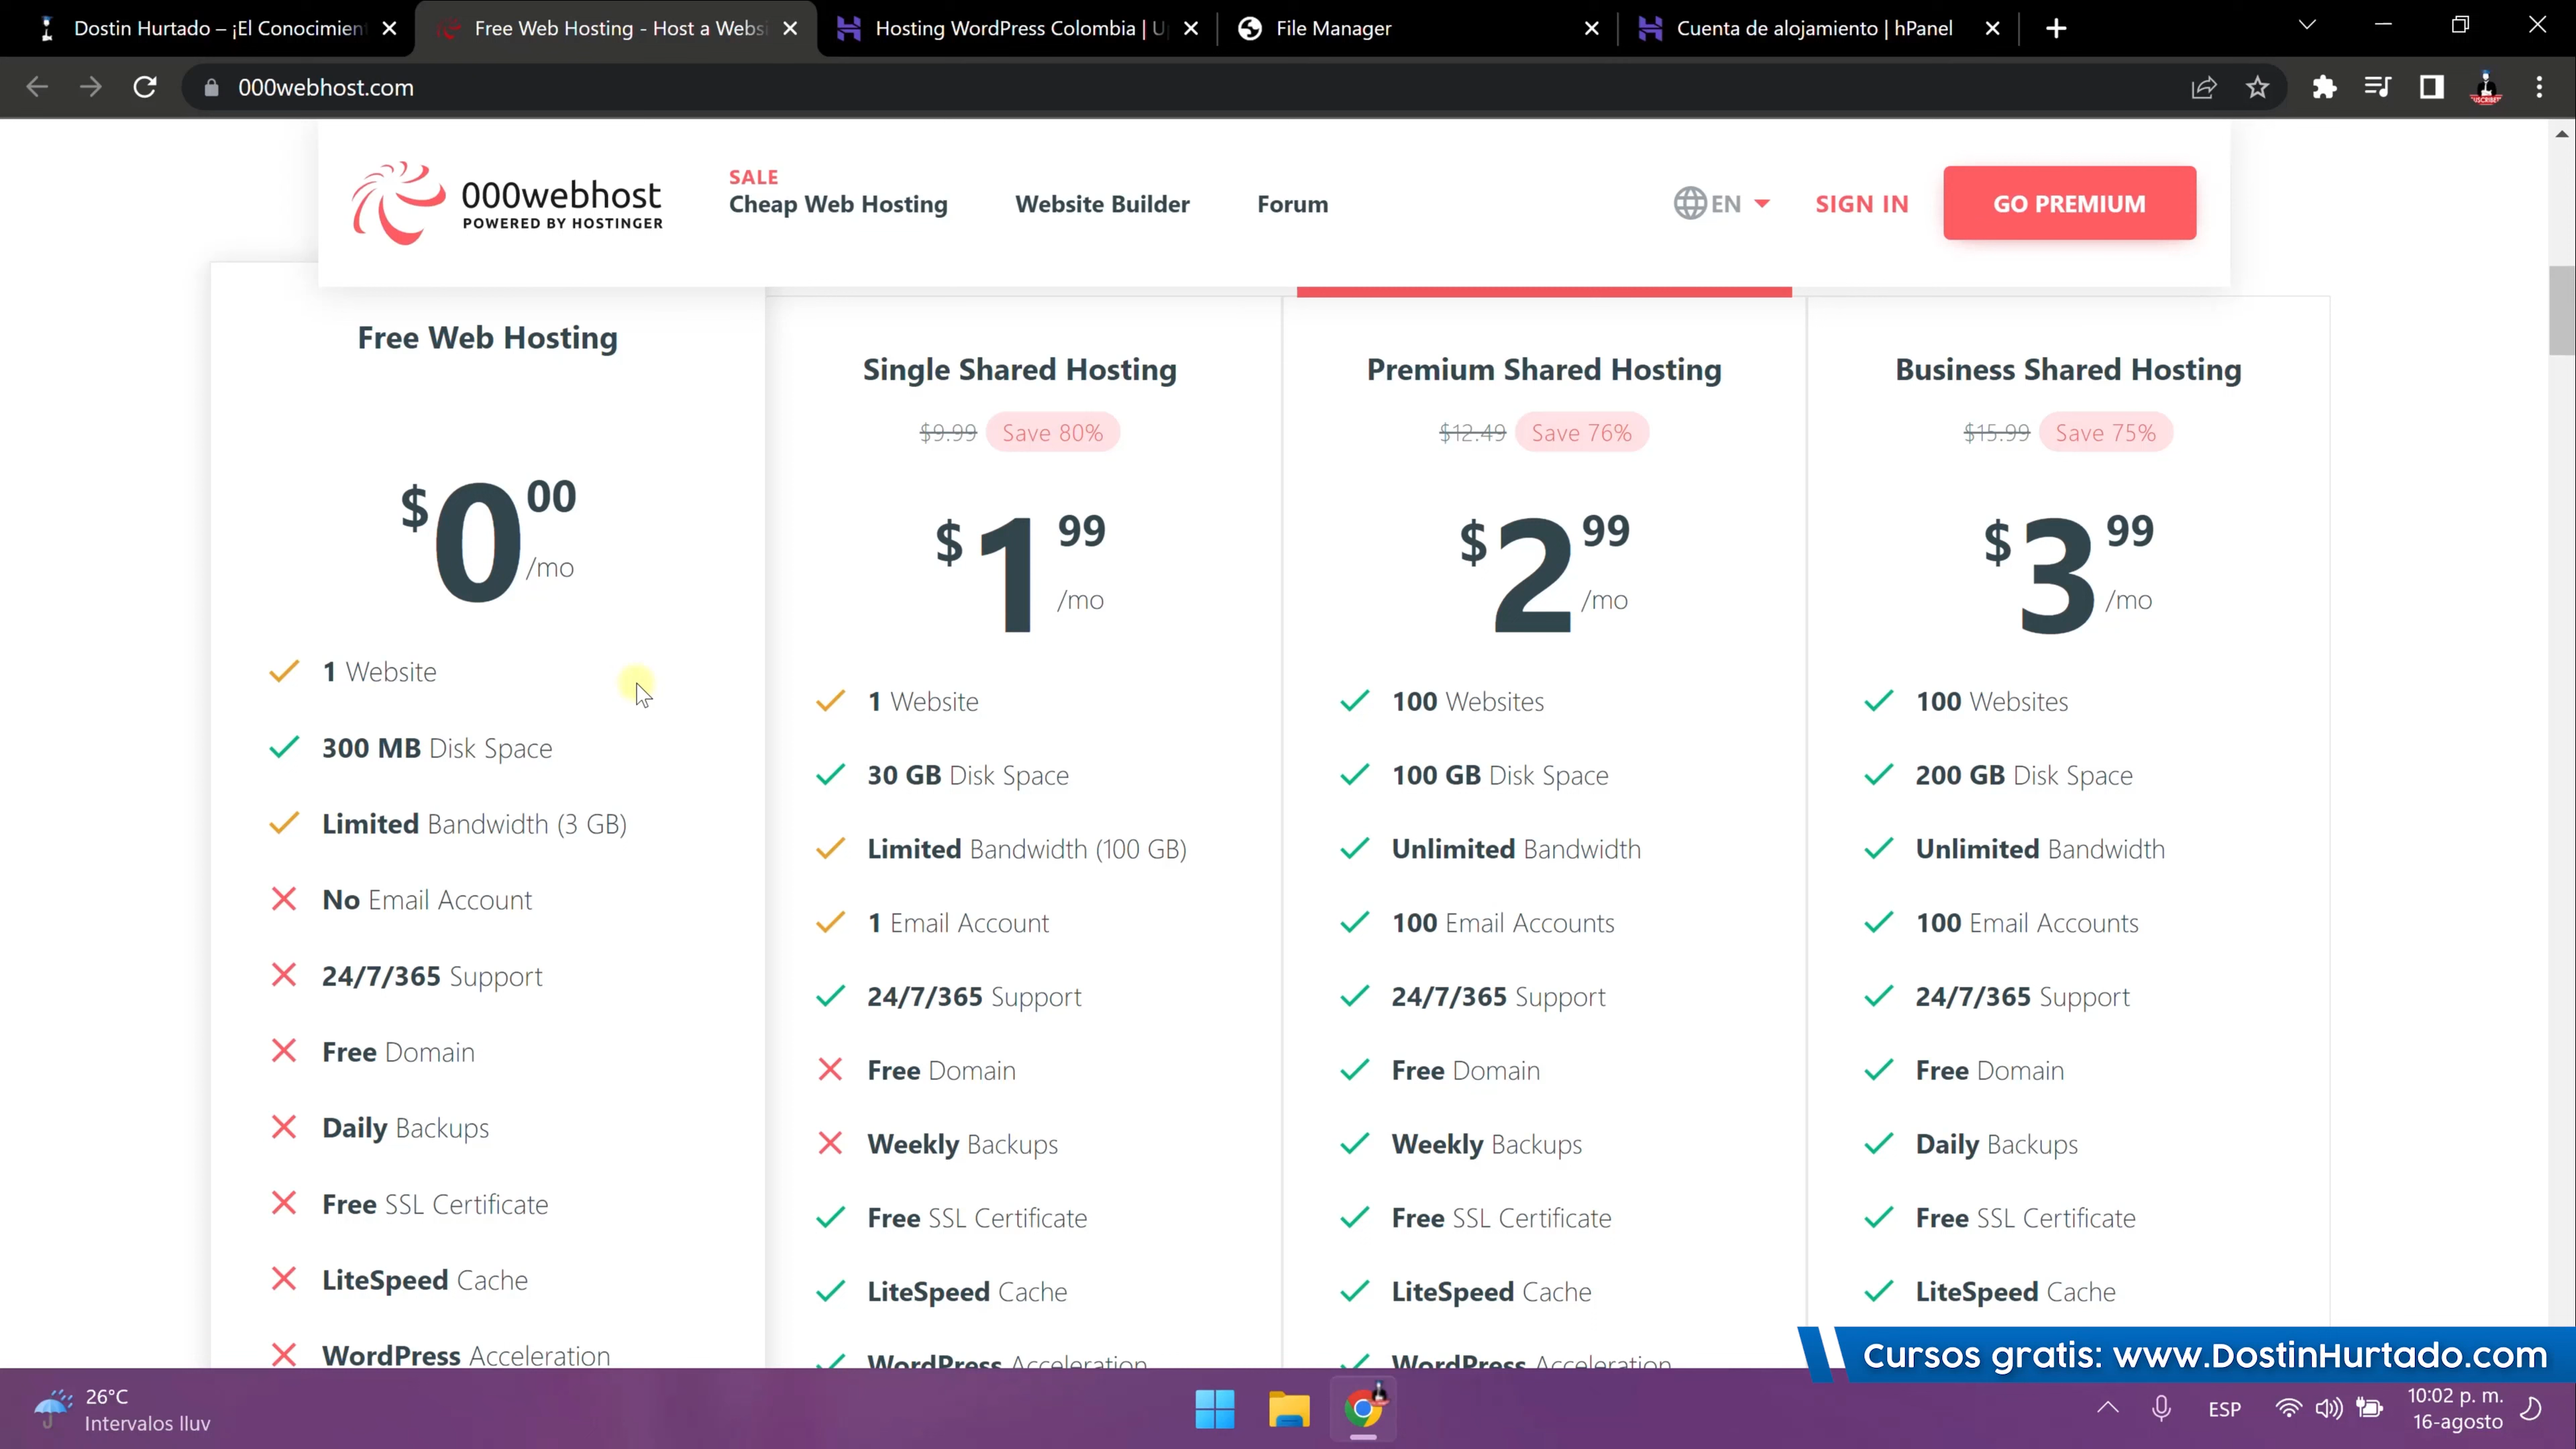 Dostin Hurtado – ¡El Conocimien
Free Web Hosting - Host a Websi
Hosting WordPress Colombia | U
File Manager
Cuenta de alojamiento | hPanel
000webhost.com
000webhost
POWERED BY HOSTINGER
SALE
Cheap Web Hosting
Website Builder
Forum
EN
SIGN IN
GO PREMIUM
Free Web Hosting
$0 00
/mo
1 Website
300 MB Disk Space
Limited Bandwidth (3 GB)
No Email Account
24/7/365 Support
Free Domain
Daily Backups
Free SSL Certificate
LiteSpeed Cache
WordPress Acceleration
Single Shared Hosting
$9.99 Save 80%
$1 99
/mo
1 Website
30 GB Disk Space
Limited Bandwidth (100 GB)
1 Email Account
24/7/365 Support
Free Domain
Weekly Backups
Free SSL Certificate
LiteSpeed Cache
WordPress Acceleration
Premium Shared Hosting
$12.49 Save 76%
$2 99
/mo
100 Websites
100 GB Disk Space
Unlimited Bandwidth
100 Email Accounts
24/7/365 Support
Free Domain
Weekly Backups
Free SSL Certificate
LiteSpeed Cache
WordPress Acceleration
Business Shared Hosting
$15.99 Save 75%
$3 99
/mo
100 Websites
200 GB Disk Space
Unlimited Bandwidth
100 Email Accounts
24/7/365 Support
Free Domain
Daily Backups
Free SSL Certificate
LiteSpeed Cache
Cursos gratis: www.DostinHurtado.com
26°C
Intervalos lluv
ESP
10:02 p. m.
16-agosto